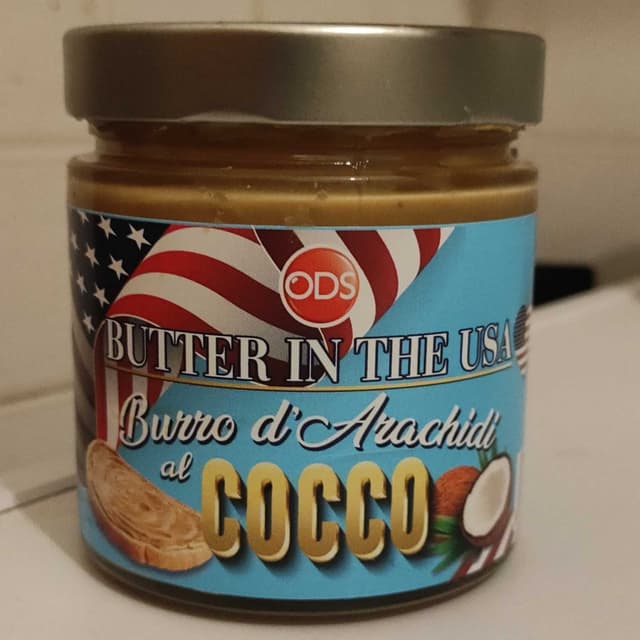 ODS
BUTTER IN THE USA
Burro d'Arachidi
al
COCCO